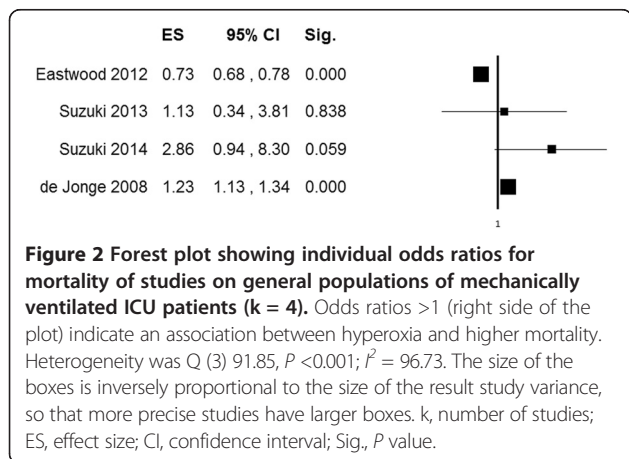 ES 95% CI Sig.
Eastwood 2012 0.73 0.68 , 0.78 0.000
Suzuki 2013 1.13 0.34 , 3.81 0.838
Suzuki 2014 2.86 0.94 , 8.30 0.059
de Jonge 2008 1.23 1.13 , 1.34 0.000
1
Figure 2 Forest plot showing individual odds ratios for
mortality of studies on general populations of mechanically
ventilated ICU patients (k = 4). Odds ratios >1 (right side of the
plot) indicate an association between hyperoxia and higher mortality.
Heterogeneity was Q (3) 91.85, P <0.001; I² = 96.73. The size of the
boxes is inversely proportional to the size of the result study variance,
so that more precise studies have larger boxes. k, number of studies;
ES, effect size; CI, confidence interval; Sig., P value.